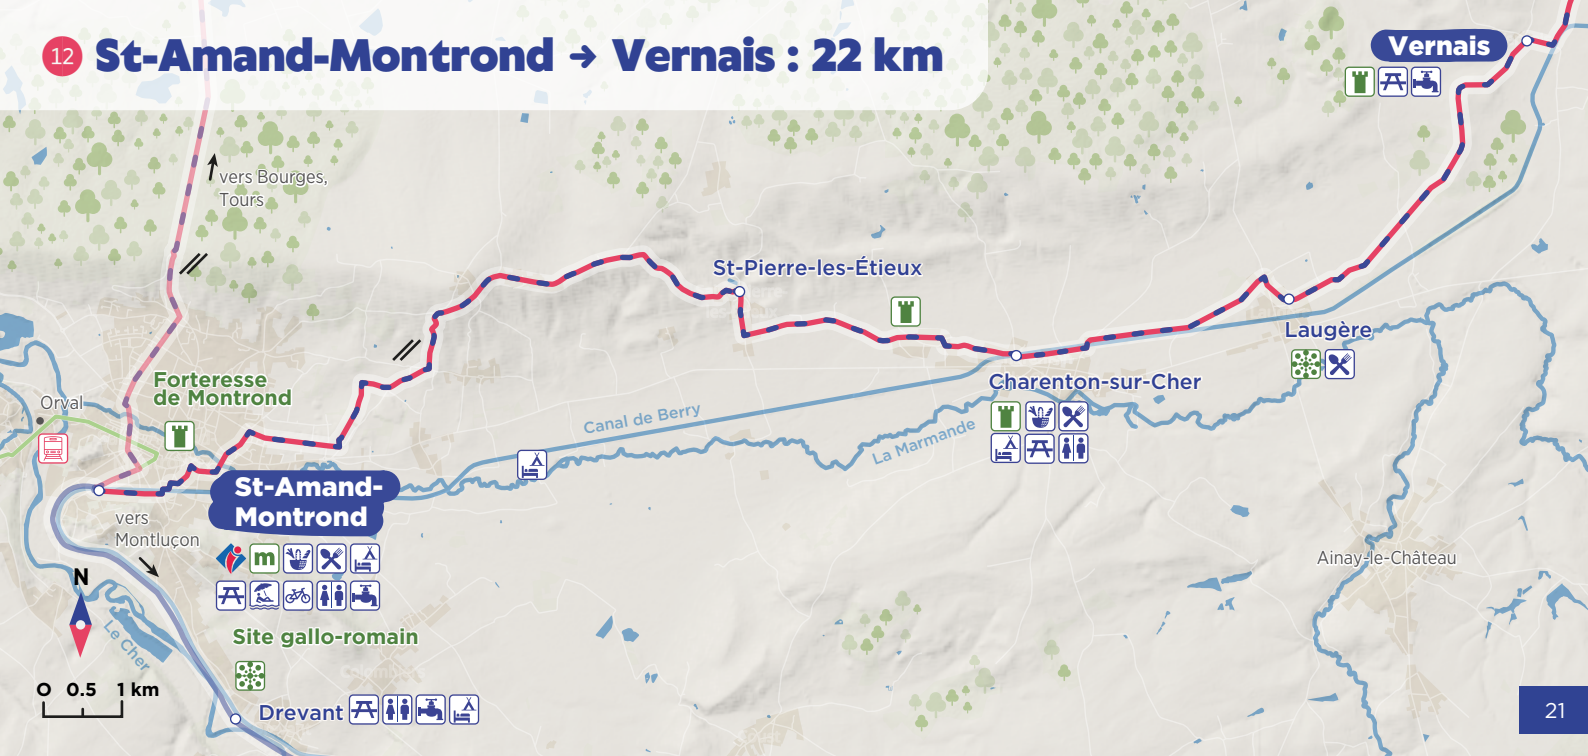 12 St-Amand-Montrond → Vernais : 22 km
Vernais
vers Bourges,
Tours
St-Pierre-les-Étieux
Laugère
Forteresse
de Montrond
Orval
Charenton-sur-Cher
Canal de Berry
La Marmande
St-Amand-
Montrond
vers
Montluçon
m
Ainay-le-Château
N
Le Cher
Site gallo-romain
0 0.5 1 km
Drevant
21